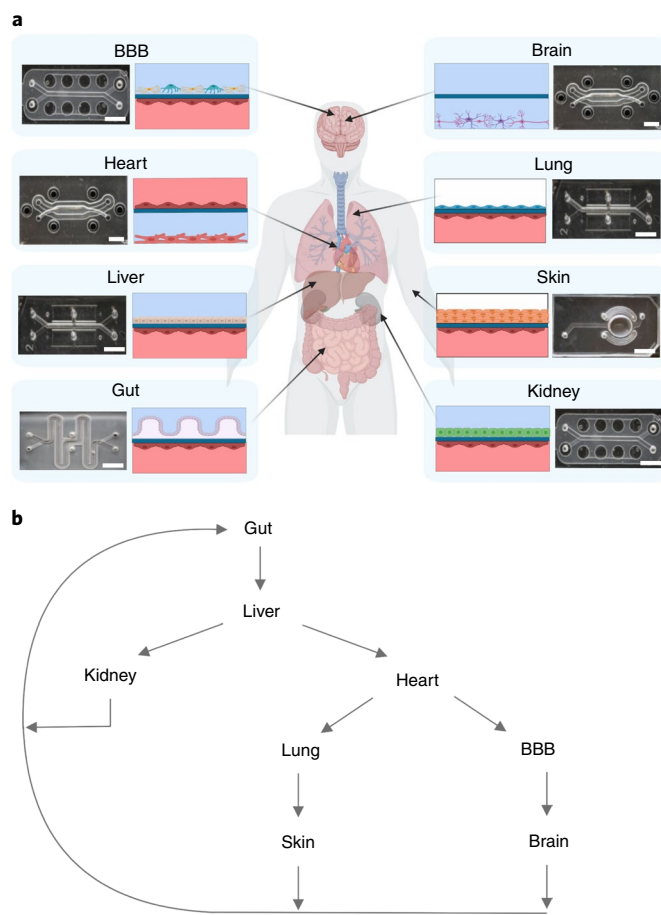 a
BBB
Brain
Heart
Lung
Liver
Skin
Gut
Kidney
b
Gut
Liver
Kidney
Heart
Lung
BBB
Skin
Brain